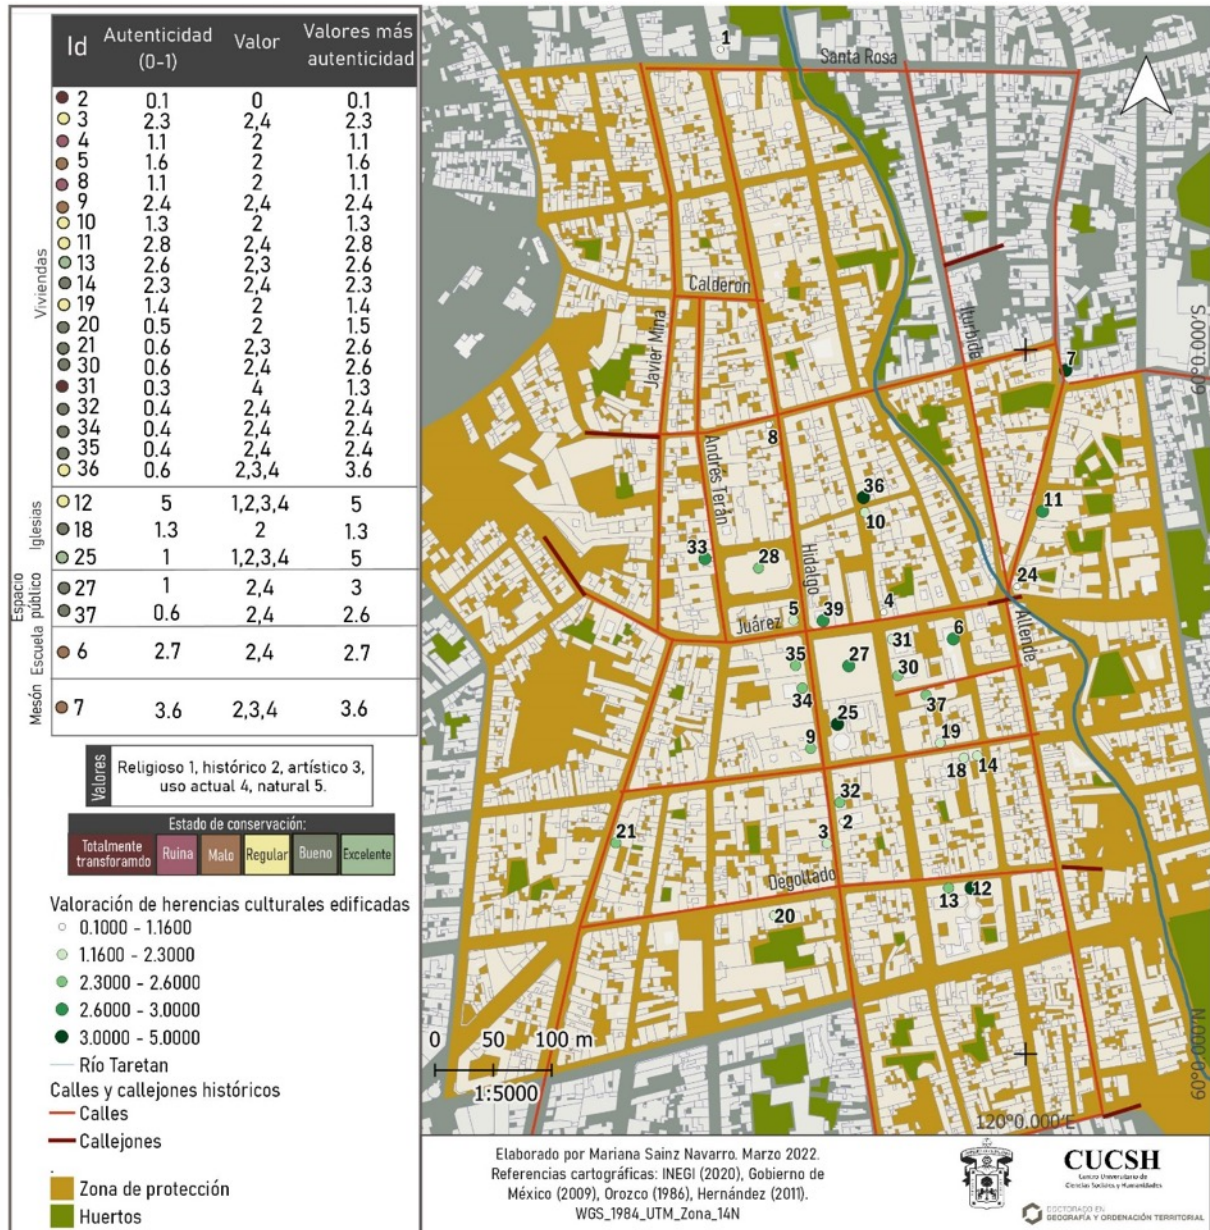 Id Autenticidad (0-1) Valor Valores más autenticidad
Viviendas
2 0.1 0 0.1
3 2.3 2,4 2.3
4 1.1 2 1.1
5 1.6 2 1.6
8 1.1 2 1.1
9 2.4 2,4 2.4
10 1.3 2 1.3
11 2.8 2,4 2.8
13 2.6 2,3 2.6
14 2.3 2,4 2.3
19 1.4 2 1.4
20 0.5 2 1.5
21 0.6 2,3 2.6
30 0.6 2,4 2.6
31 0.3 4 1.3
32 0.4 2,4 2.4
34 0.4 2,4 2.4
35 0.4 2,4 2.4
36 0.6 2,3,4 3.6
Iglesias
12 5 1,2,3,4 5
18 1.3 2 1.3
25 1 1,2,3,4 5
Espacio público
27 1 2,4 3
37 0.6 2,4 2.6
Escuela
6 2.7 2,4 2.7
Mesón
7 3.6 2,3,4 3.6
Valores
Religioso 1, histórico 2, artístico 3,
uso actual 4, natural 5.
Estado de conservación:
Totalmente transforamdo Ruina Malo Regular Bueno Excelente
Valoración de herencias culturales edificadas
0.1000 - 1.1600
1.1600 - 2.3000
2.3000 - 2.6000
2.6000 - 3.0000
3.0000 - 5.0000
Río Taretan
Calles y callejones históricos
Calles
Callejones
Zona de protección
Huertos
1
Santa Rosa
Calderón
Javier Mina
Iturbide
7
60°0.000'S
8
Andrés Terán
36
10
11
33
28
Hidalgo
24
5
39
4
Juárez
Allende
31
6
35
27
30
34
37
25
9
19
18
14
32
2
21
3
Degollado
13
12
20
0 50 100 m
1:5000
60°0.000'N
120°0.000'E
Elaborado por Mariana Sainz Navarro. Marzo 2022.
Referencias cartográficas: INEGI (2020), Gobierno de
México (2009), Orozco (1986), Hernández (2011).
WGS_1984_UTM_Zona_14N
CUCSH
Centro Universitario de
Ciencias Sociales y Humanidades
DOCTORADO EN
GEOGRAFÍA Y ORDENACIÓN TERRITORIAL